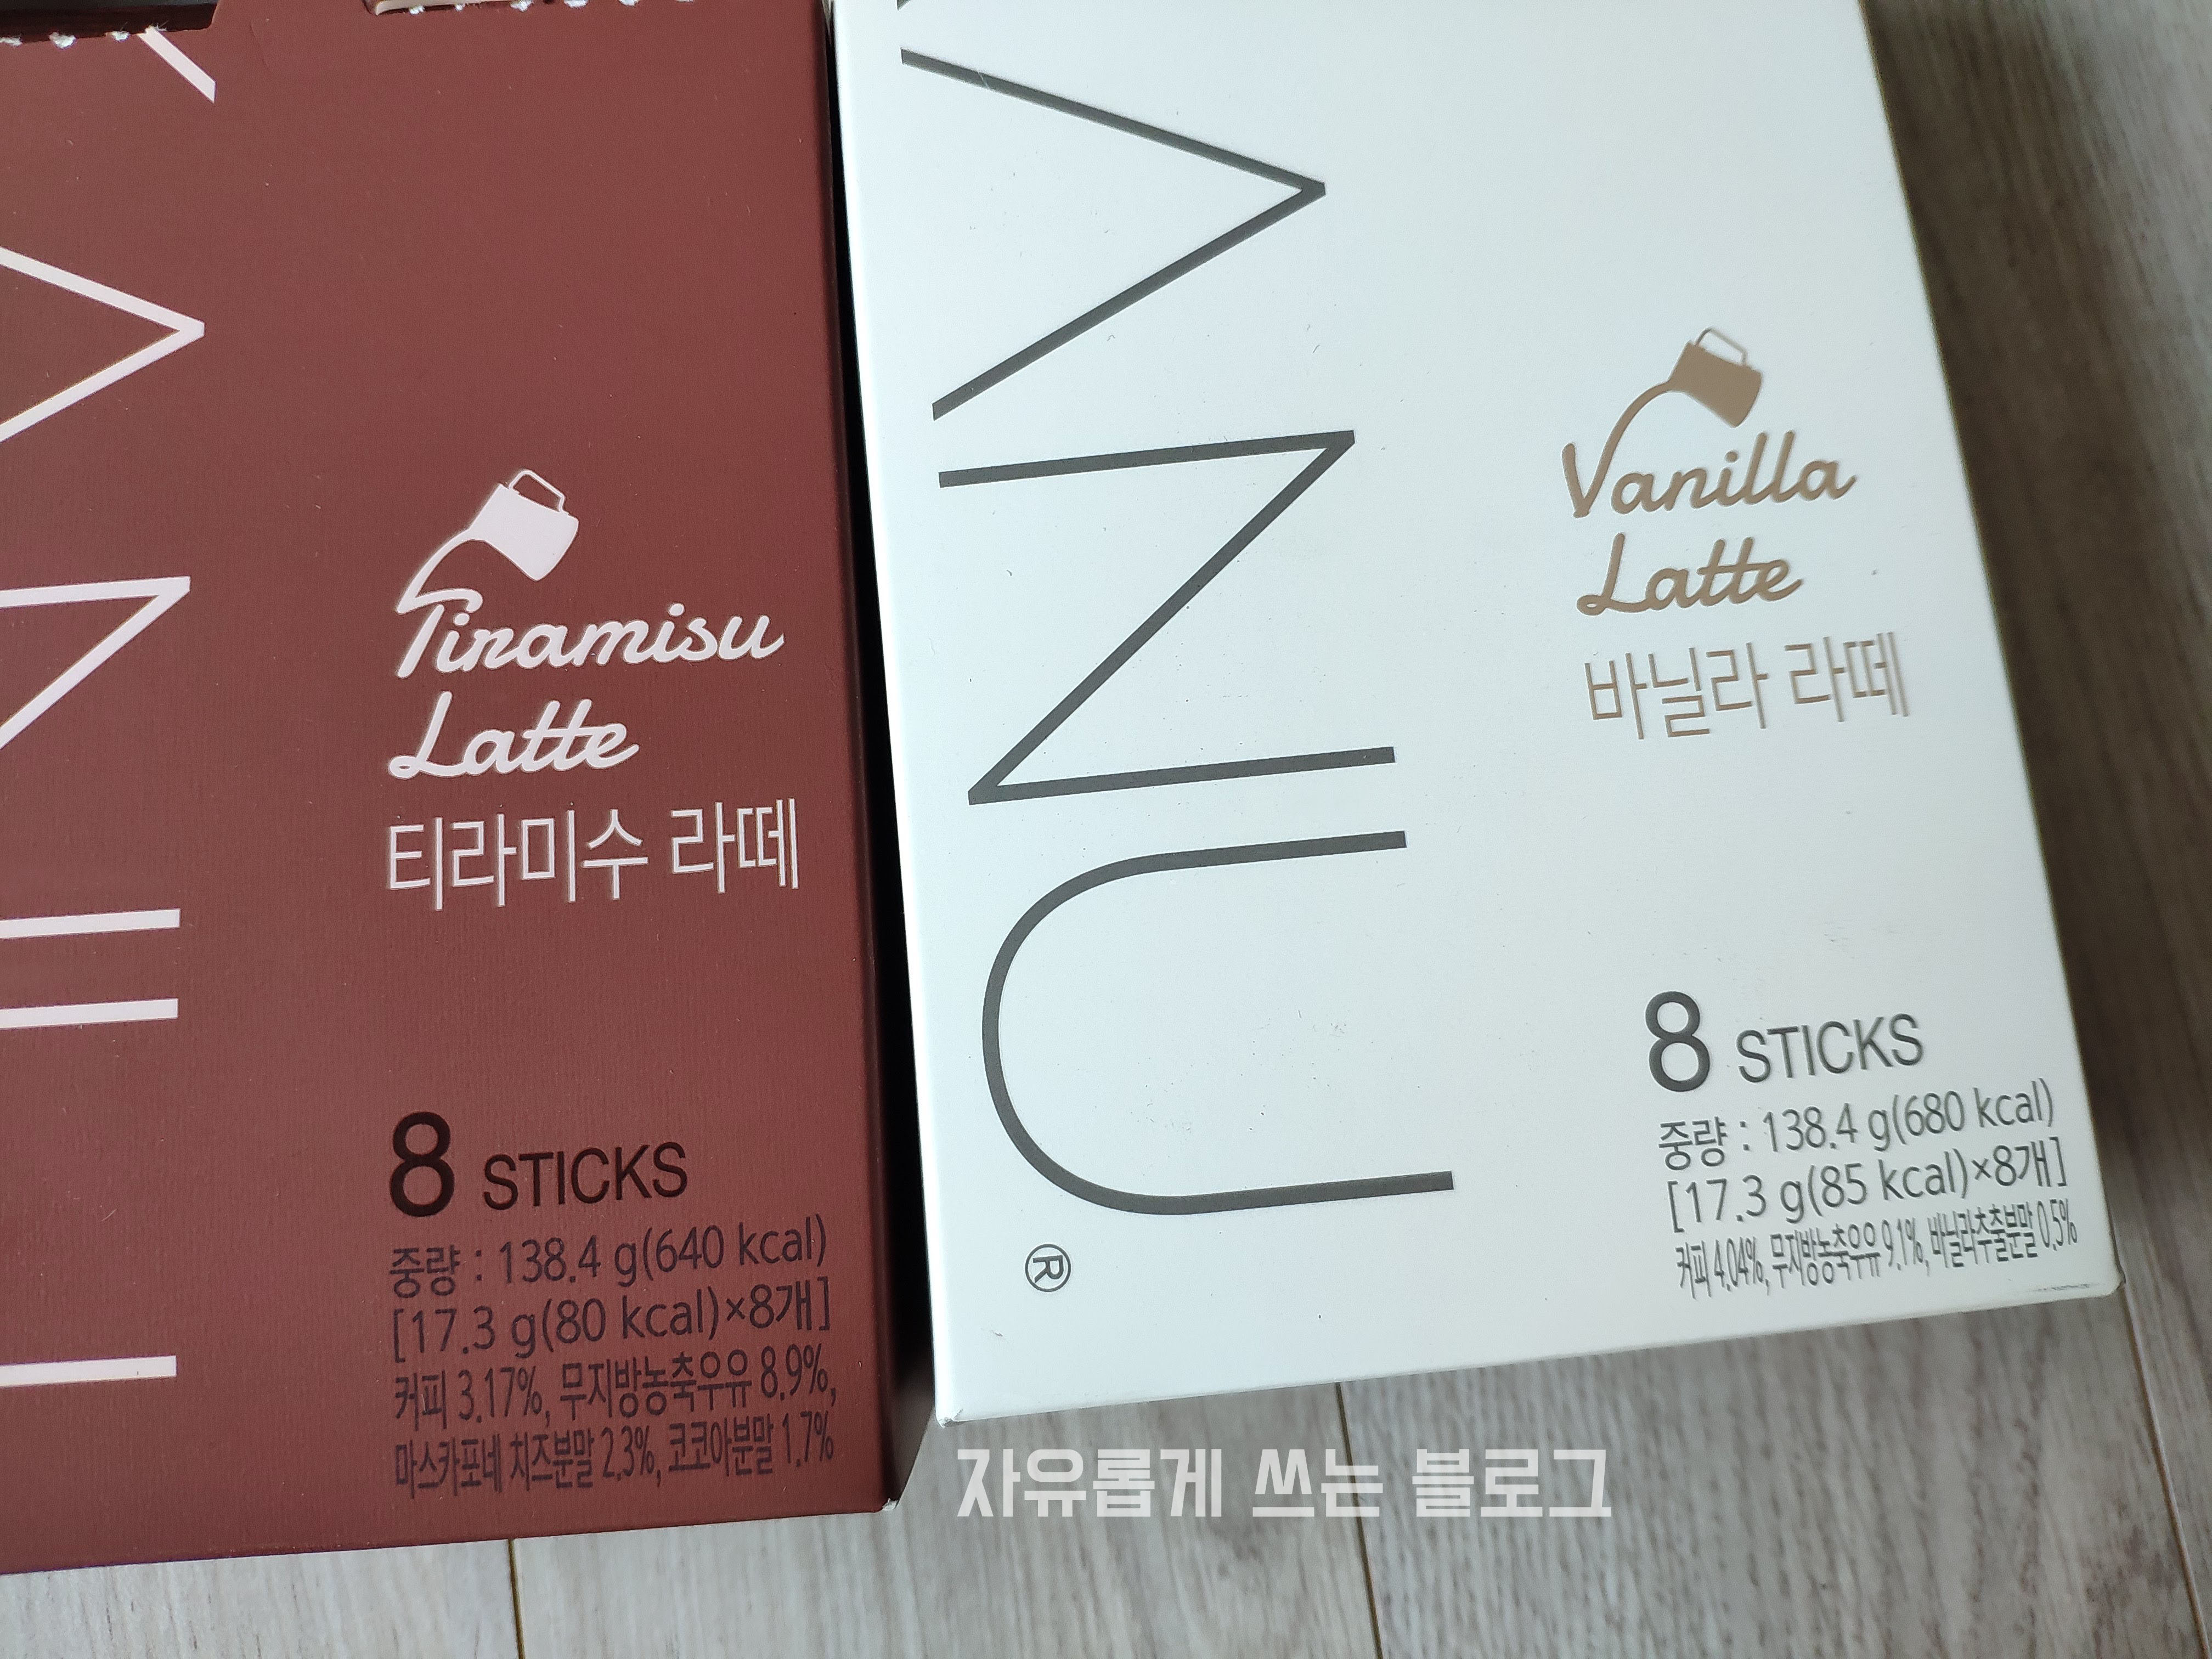 Tiramisu
Latte
티라미수 라떼
8 STICKS
중량 : 138.4 g(640 kcal)
[17.3 g(80 kcal)×8개]
커피 3.17%, 무지방농축우유 8.9%,
마스카포네 치즈분말 2.3%, 코코아분말 1.7%
KANU®
Vanilla
Latte
바닐라 라떼
8 STICKS
중량 : 138.4 g(680 kcal)
[17.3 g(85 kcal)×8개]
커피 4.04%, 무지방농축우유 9.1%, 바닐라추출분말 0.5%
자유롭게 쓰는 블로그